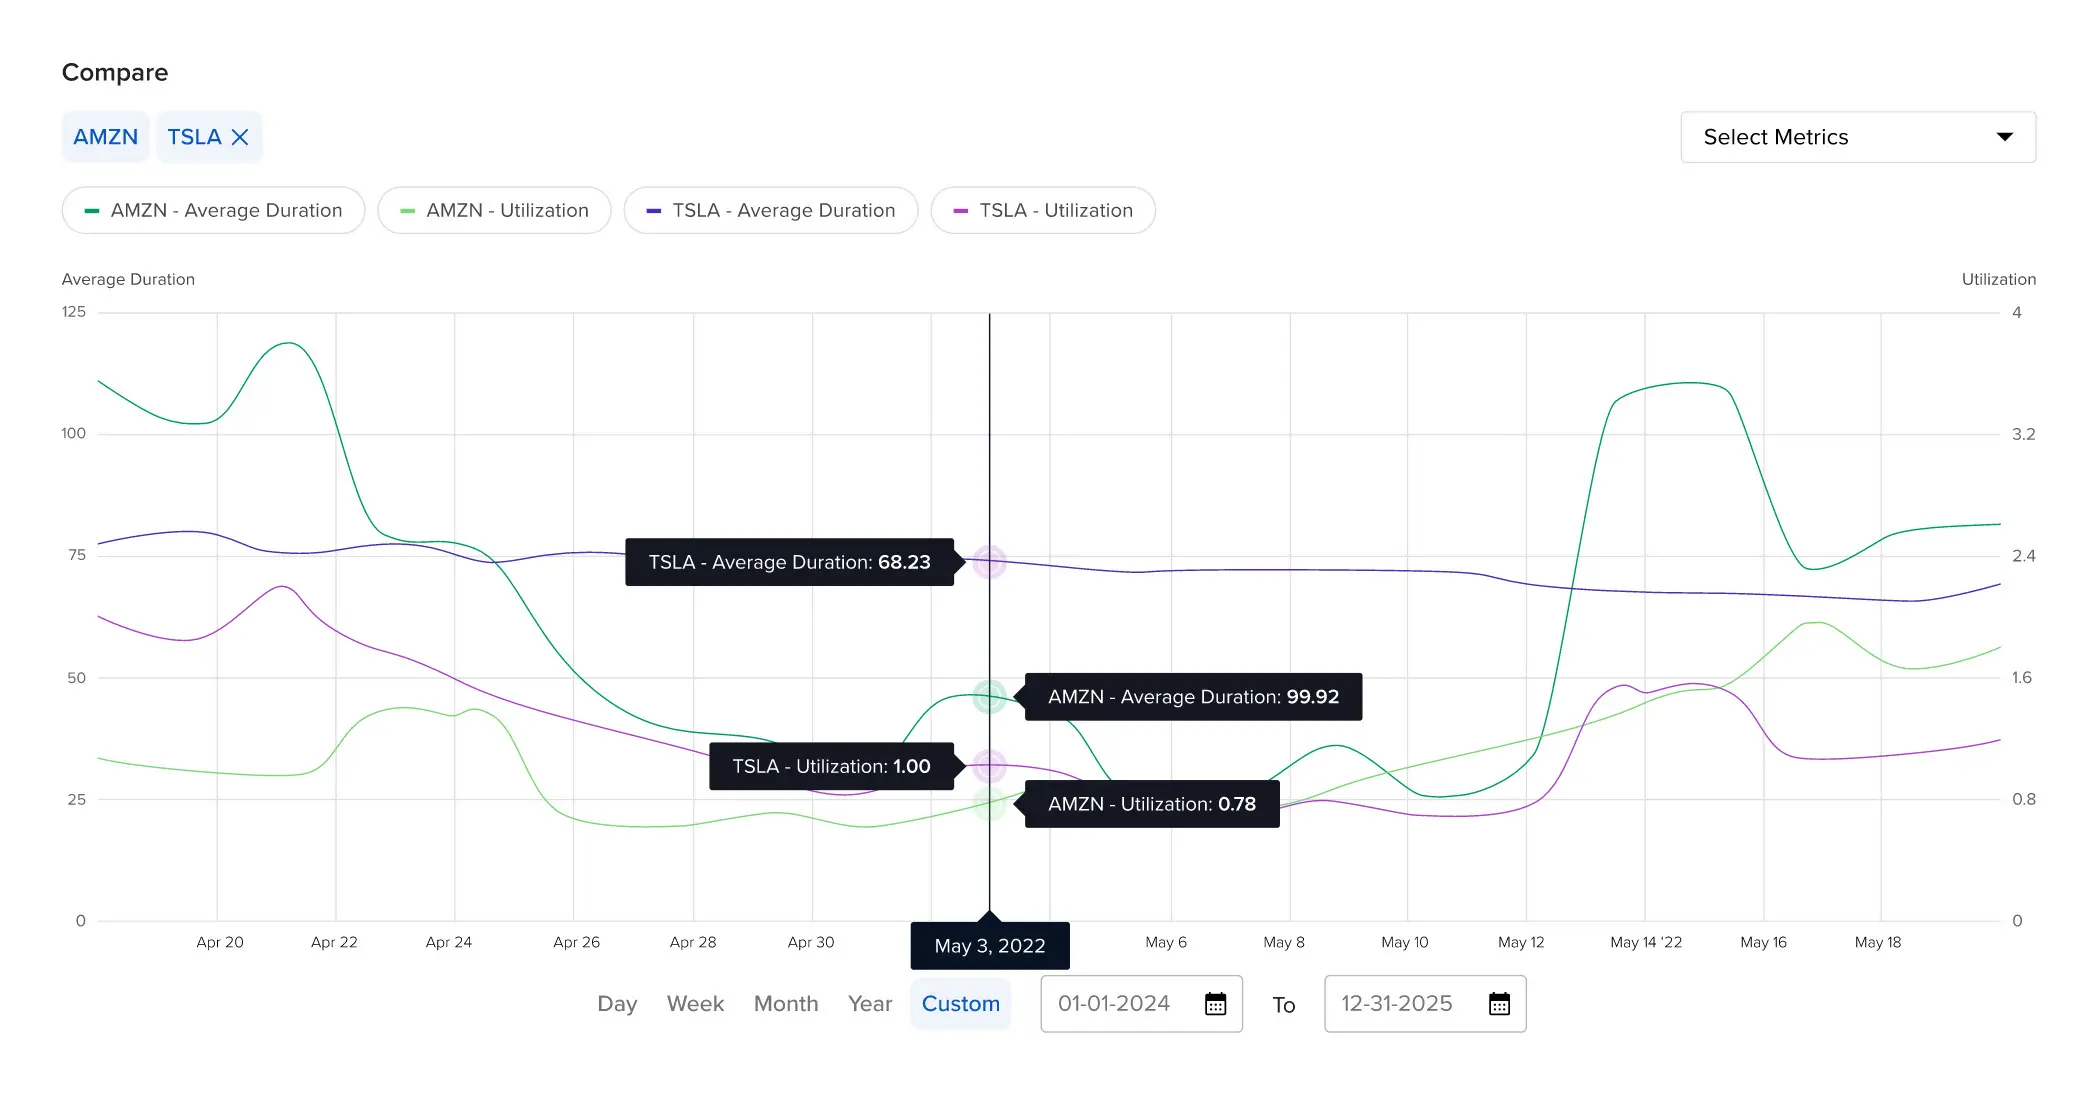 Compare
AMZN TSLA
Select Metrics
AMZN - Average Duration AMZN - Utilization TSLA - Average Duration TSLA - Utilization
Average Duration Utilization
125 4
100 3.2
75 2.4
TSLA - Average Duration: 68.23
50 1.6
AMZN - Average Duration: 99.92
TSLA - Utilization: 1.00
25 0.8
AMZN - Utilization: 0.78
0 0
Apr 20 Apr 22 Apr 24 Apr 26 Apr 28 Apr 30 May 3, 2022 May 6 May 8 May 10 May 12 May 14 ‘22 May 16 May 18
Day Week Month Year Custom 01-01-2024 To 12-31-2025